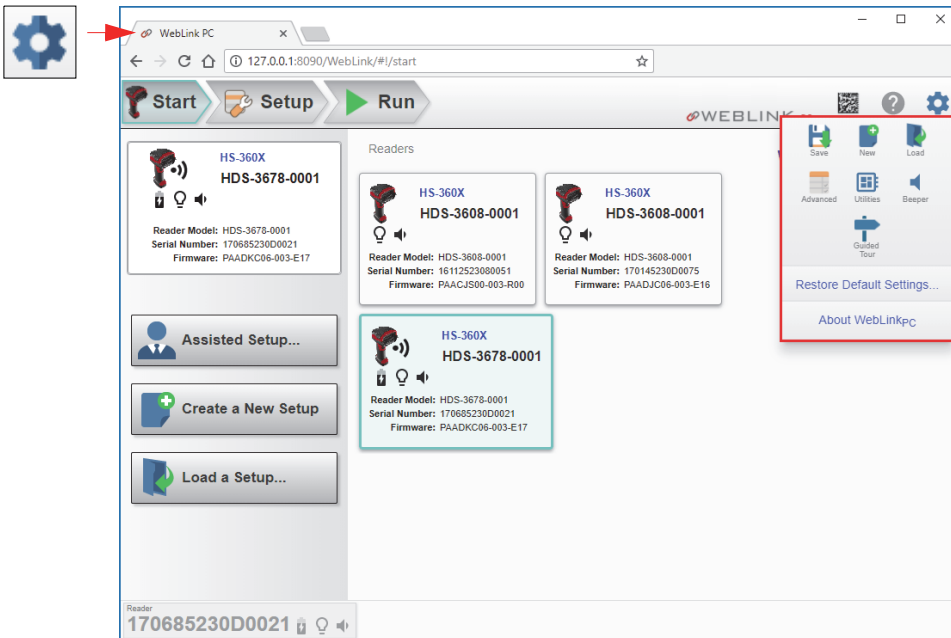 WebLink PC
127.0.0.1:8090/WebLink/#!/start
Start
Setup
Run
WEBLINK
HS-360X
HDS-3678-0001
Reader Model: HDS-3678-0001
Serial Number: 170685230D0021
Firmware: PAADKC06-003-E17
Assisted Setup...
Create a New Setup
Load a Setup...
Readers
HS-360X
HDS-3608-0001
Reader Model: HDS-3608-0001
Serial Number: 16112523080051
Firmware: PAACJS00-003-R00
HS-360X
HDS-3608-0001
Reader Model: HDS-3608-0001
Serial Number: 170145230D0075
Firmware: PAADJC06-003-E16
HS-360X
HDS-3678-0001
Reader Model: HDS-3678-0001
Serial Number: 170685230D0021
Firmware: PAADKC06-003-E17
Save
New
Load
Advanced
Utilities
Beeper
Guided
Tour
Restore Default Settings...
About WebLinkPC
Reader
170685230D0021